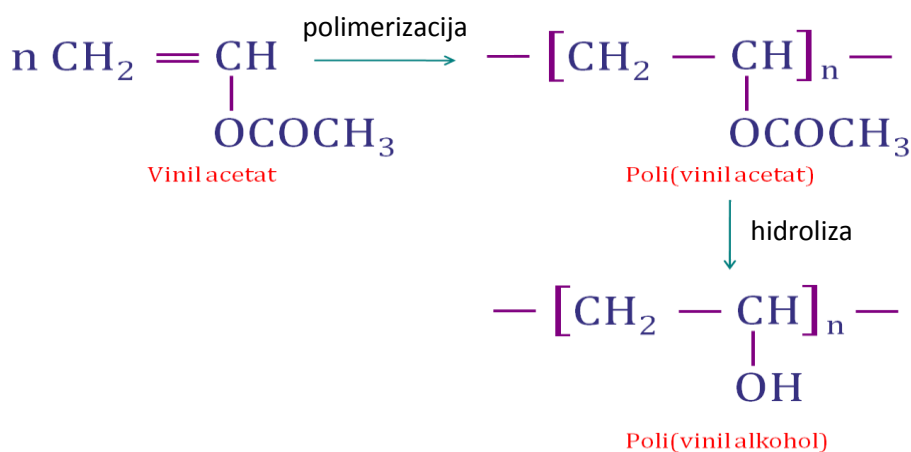 polimerizacija
n CH₂ = CH — [CH₂ — CH]ₙ —
OCOCH₃ OCOCH₃
Vinil acetat Poli(vinil acetat)
hidroliza
— [CH₂ — CH]ₙ —
OH
Poli(vinil alkohol)